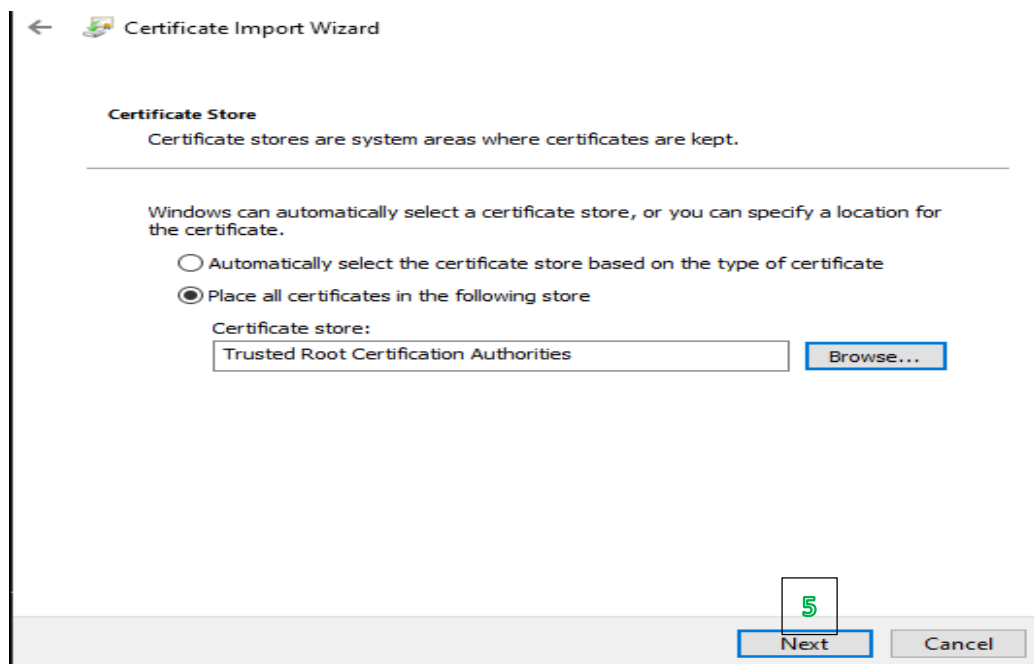 Certificate Import Wizard
Certificate Store
Certificate stores are system areas where certificates are kept.
Windows can automatically select a certificate store, or you can specify a location for
the certificate.
Automatically select the certificate store based on the type of certificate
Place all certificates in the following store
Certificate store:
Trusted Root Certification Authorities
Browse...
5
Next
Cancel